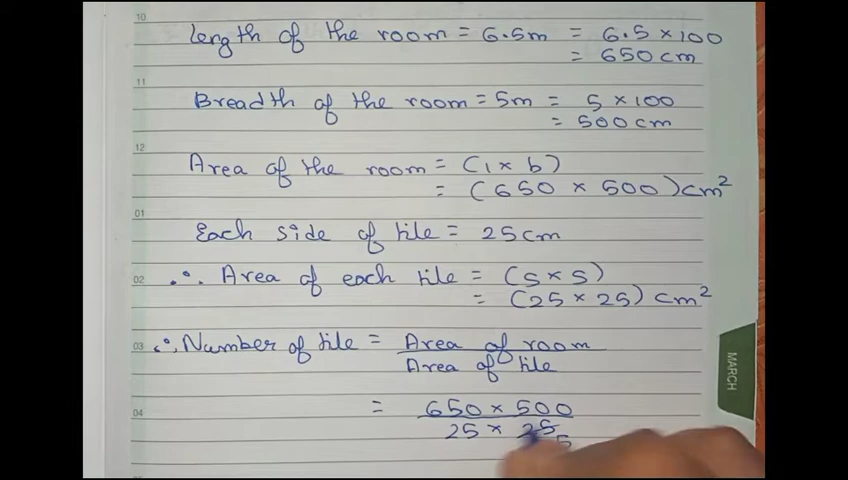 10
Length of the room = 6.5m = 6.5 × 100
= 650 cm
11
Breadth of the room = 5m = 5 × 100
= 500 cm
12
Area of the room = (l × b)
= (650 × 500) cm²
01
Each side of tile = 25 cm
02
∴ Area of each tile = (s × s)
= (25 × 25) cm²
03
∴ Number of tile = Area of room
Area of tile
MARCH
04
= 650 × 500
25 × 25
5